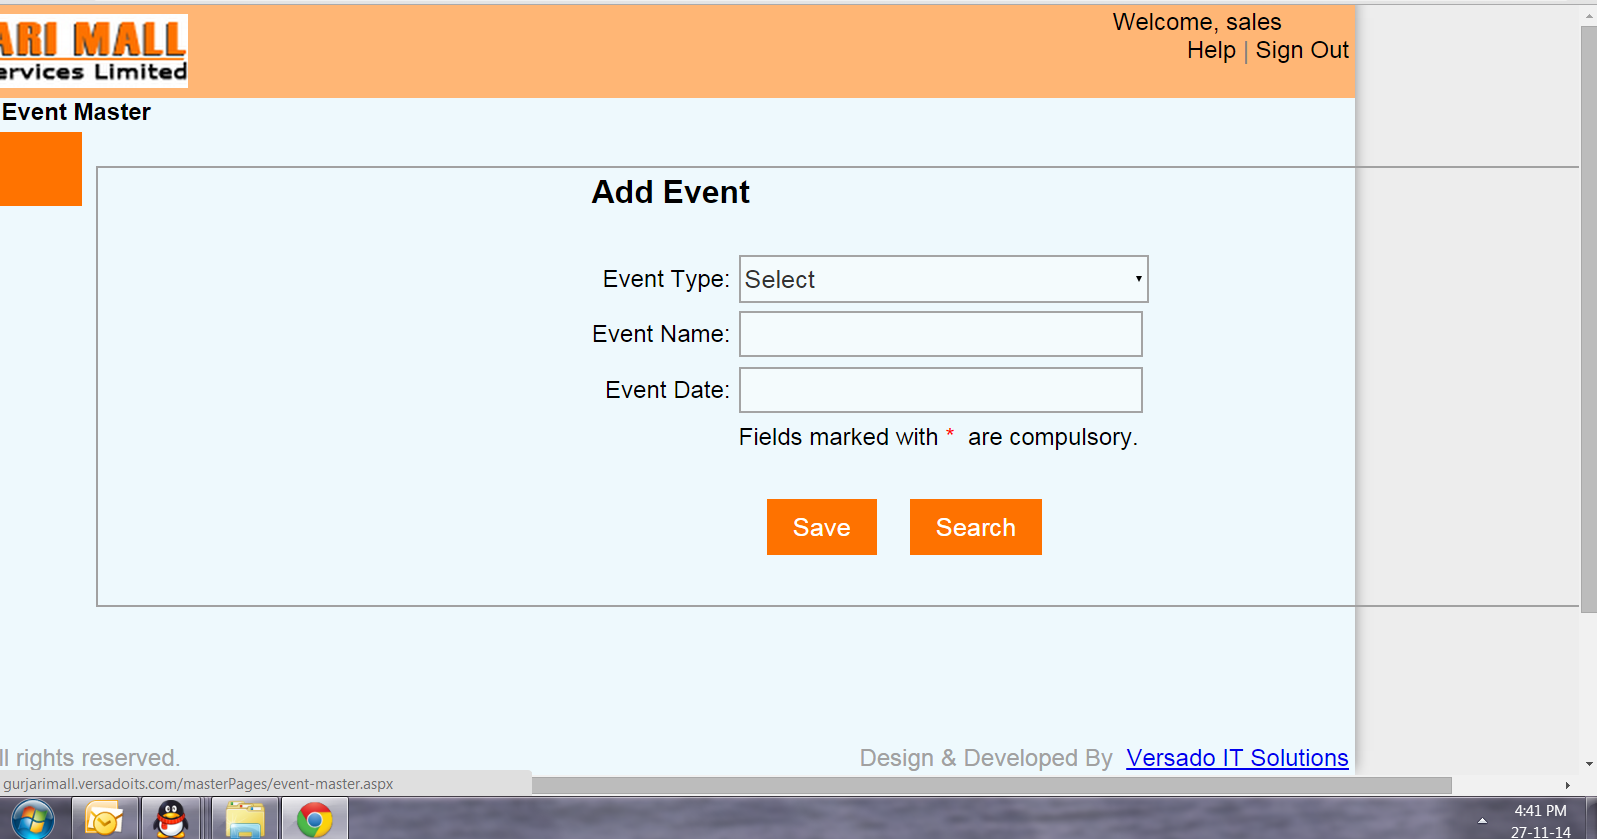 Welcome, sales
ARI MALL
ervices Limited
Help | Sign Out
Event Master
Add Event
Event Type: Select
Event Name:
Event Date:
Fields marked with * are compulsory.
Save Search
ll rights reserved. Design & Developed By Versado IT Solutions
gurjarimall.versadoits.com/masterPages/event-master.aspx
4:41 PM
27-11-14